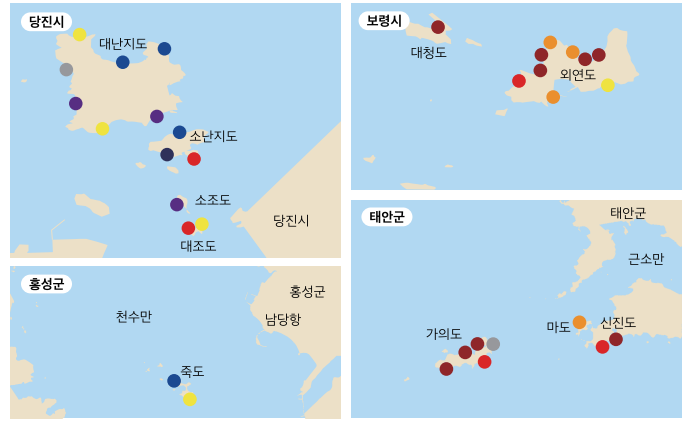 당진시
대난지도
소난지도
소조도
당진시
대조도
보령시
대청도
외연도
홍성군
홍성군
천수만
남당항
죽도
태안군
태안군
근소만
마도
신진도
가의도